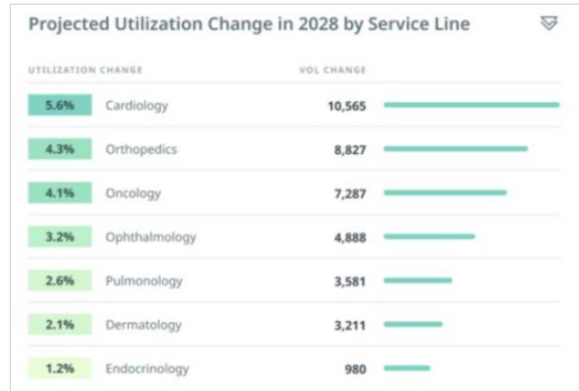 Projected Utilization Change in 2028 by Service Line
UTILIZATION CHANGE VOL CHANGE
5.6% Cardiology 10,565
4.3% Orthopedics 8,827
4.1% Oncology 7,287
3.2% Ophthalmology 4,888
2.6% Pulmonology 3,581
2.1% Dermatology 3,211
1.2% Endocrinology 980